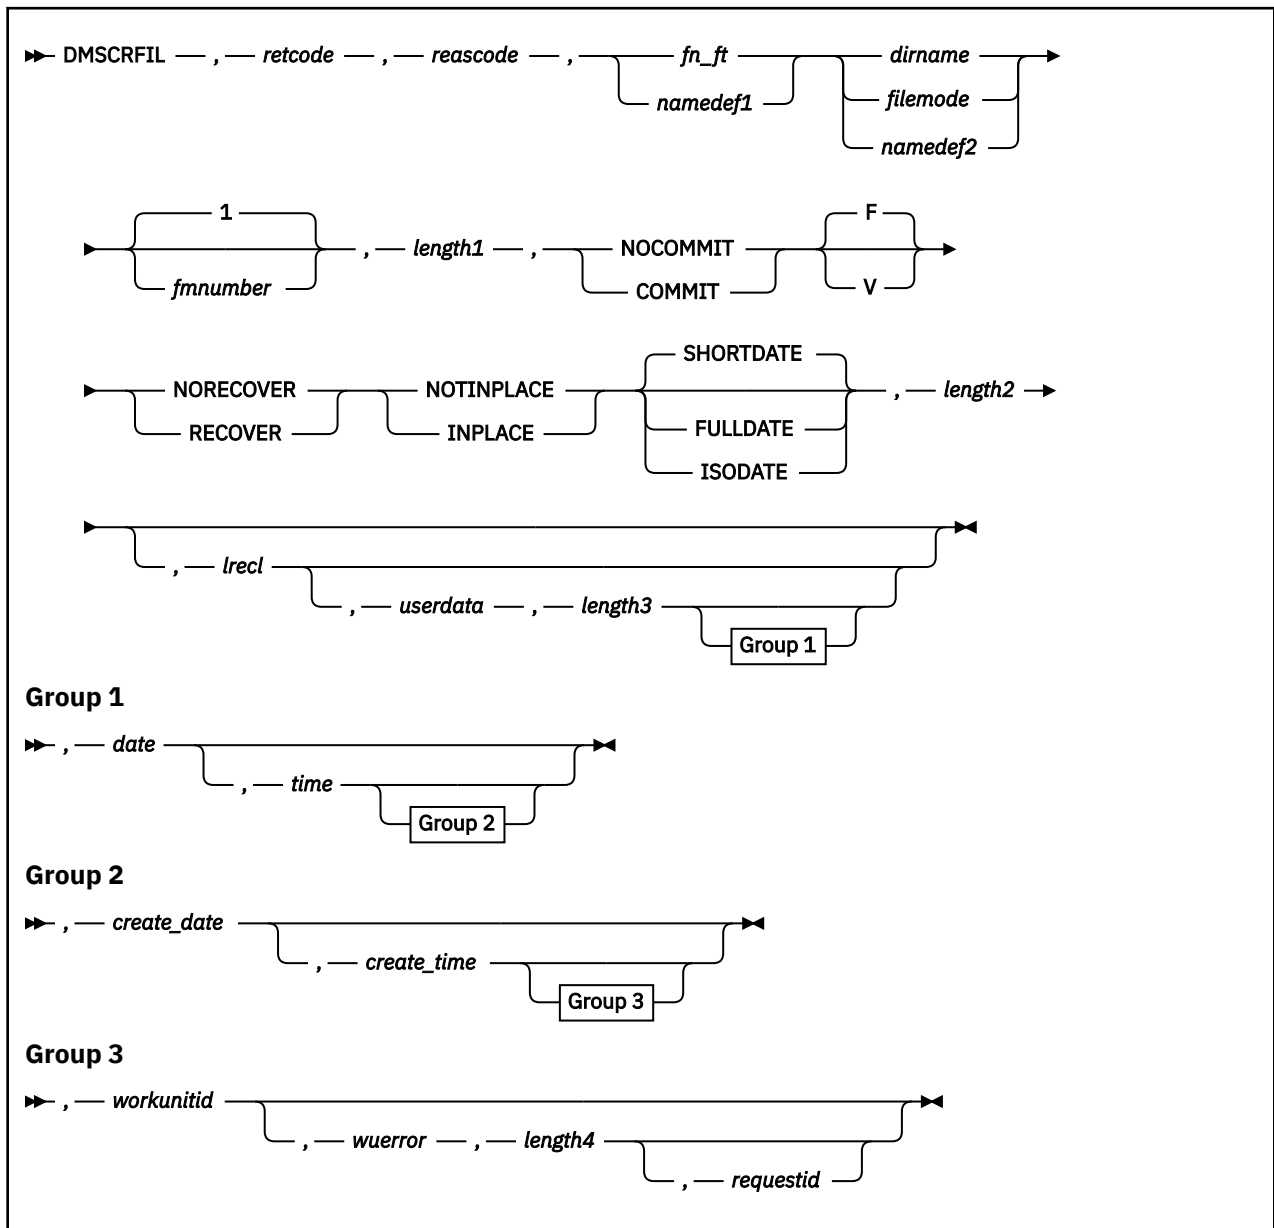 DMSCRFIL , retcode , reascode , fn_ft dirname
namedef1 filemode
namedef2
1 F
, length1 , NOCOMMIT
fmnumber COMMIT V
SHORTDATE
NORECOVER NOTINPLACE , length2
RECOVER INPLACE FULLDATE
ISODATE
, lrecl
, userdata , length3
Group 1
Group 1
, date
, time
Group 2
Group 2
, create_date
, create_time
Group 3
Group 3
, workunitid
, wuerror , length4
, requestid